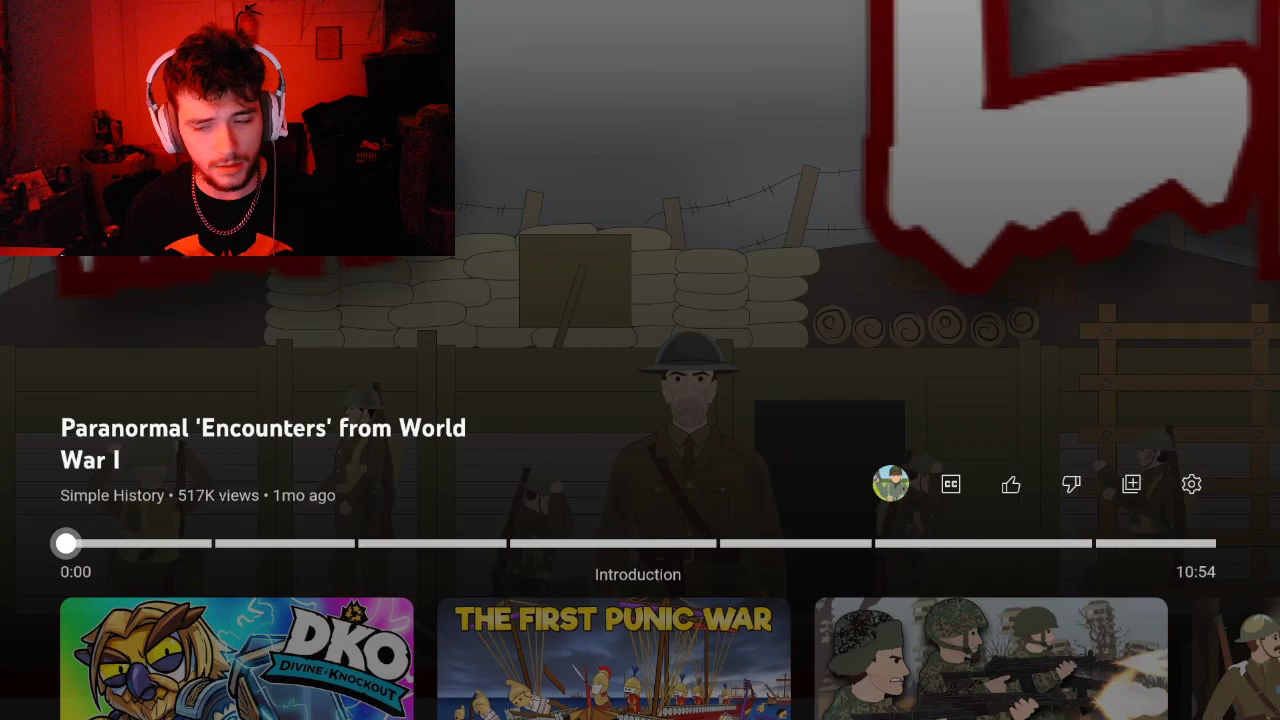 Paranormal 'Encounters' from World
War I
Simple History • 517K views • 1mo ago
CC
0:00
Introduction
10:54
DKO
DIVINE KNOCKOUT
THE FIRST PUNIC WAR